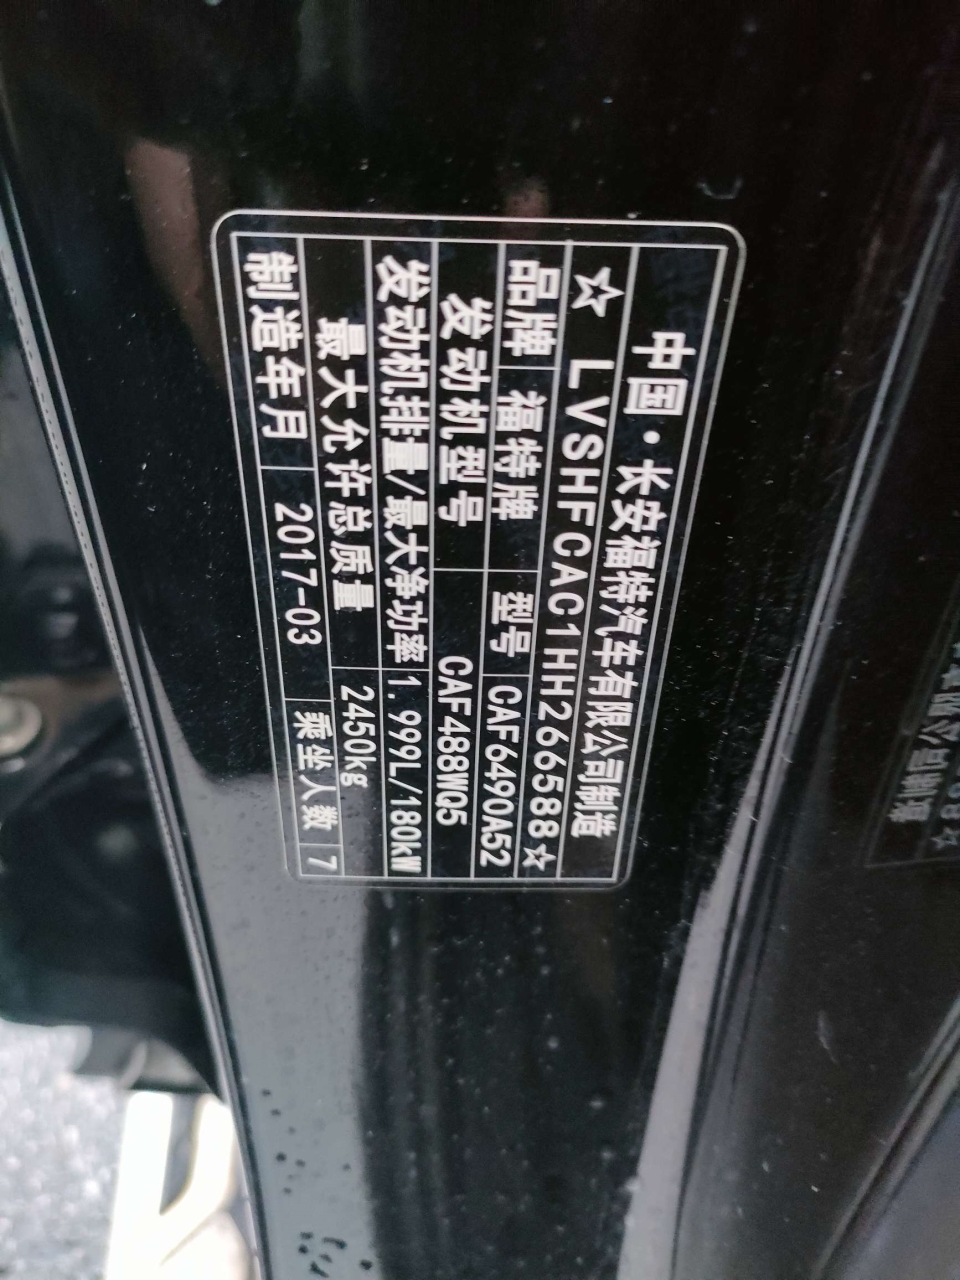 中国·长安福特汽车有限公司制造
☆ LVSHFCAC1HH266588☆
品牌 福特牌 型号 CAF6490A52
发动机型号 CAF488WQ5
发动机排量/最大净功率 1.999L/180kW
最大允许总质量 2450kg
制造年月 2017-03 乘坐人数 7